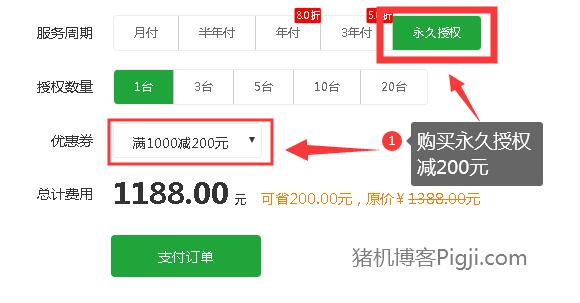 8.0折 5.0折
服务周期 月付 半年付 年付 3年付 永久授权
授权数量 1台 3台 5台 10台 20台
优惠券 满1000减200元 ▼
1 购买永久授权
减200元
总计费用 1188.00 元 可省200.00元，原价￥1388.00元
支付订单
猪机博客Pigji.com